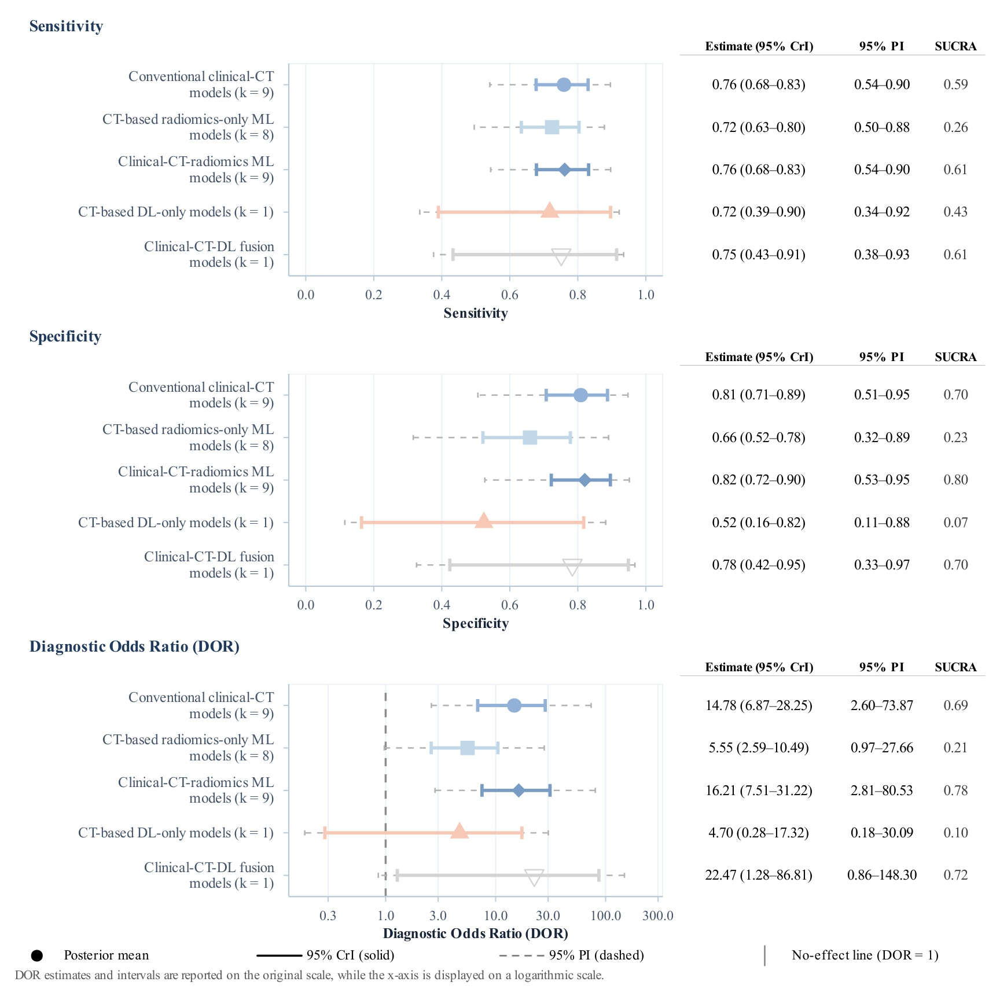 Sensitivity
Estimate (95% CrI) 95% PI SUCRA
Conventional clinical-CT
models (k = 9) 0.76 (0.68–0.83) 0.54–0.90 0.59
CT-based radiomics-only ML
models (k = 8) 0.72 (0.63–0.80) 0.50–0.88 0.26
Clinical-CT-radiomics ML
models (k = 9) 0.76 (0.68–0.83) 0.54–0.90 0.61
CT-based DL-only models (k = 1) 0.72 (0.39–0.90) 0.34–0.92 0.43
Clinical-CT-DL fusion
models (k = 1) 0.75 (0.43–0.91) 0.38–0.93 0.61
0.0 0.2 0.4 0.6 0.8 1.0
Sensitivity
Specificity
Estimate (95% CrI) 95% PI SUCRA
Conventional clinical-CT
models (k = 9) 0.81 (0.71–0.89) 0.51–0.95 0.70
CT-based radiomics-only ML
models (k = 8) 0.66 (0.52–0.78) 0.32–0.89 0.23
Clinical-CT-radiomics ML
models (k = 9) 0.82 (0.72–0.90) 0.53–0.95 0.80
CT-based DL-only models (k = 1) 0.52 (0.16–0.82) 0.11–0.88 0.07
Clinical-CT-DL fusion
models (k = 1) 0.78 (0.42–0.95) 0.33–0.97 0.70
0.0 0.2 0.4 0.6 0.8 1.0
Specificity
Diagnostic Odds Ratio (DOR)
Estimate (95% CrI) 95% PI SUCRA
Conventional clinical-CT
models (k = 9) 14.78 (6.87–28.25) 2.60–73.87 0.69
CT-based radiomics-only ML
models (k = 8) 5.55 (2.59–10.49) 0.97–27.66 0.21
Clinical-CT-radiomics ML
models (k = 9) 16.21 (7.51–31.22) 2.81–80.53 0.78
CT-based DL-only models (k = 1) 4.70 (0.28–17.32) 0.18–30.09 0.10
Clinical-CT-DL fusion
models (k = 1) 22.47 (1.28–86.81) 0.86–148.30 0.72
0.3 1.0 3.0 10.0 30.0 100.0 300.0
Diagnostic Odds Ratio (DOR)
Posterior mean 95% CrI (solid) 95% PI (dashed) No-effect line (DOR = 1)
DOR estimates and intervals are reported on the original scale, while the x-axis is displayed on a logarithmic scale.